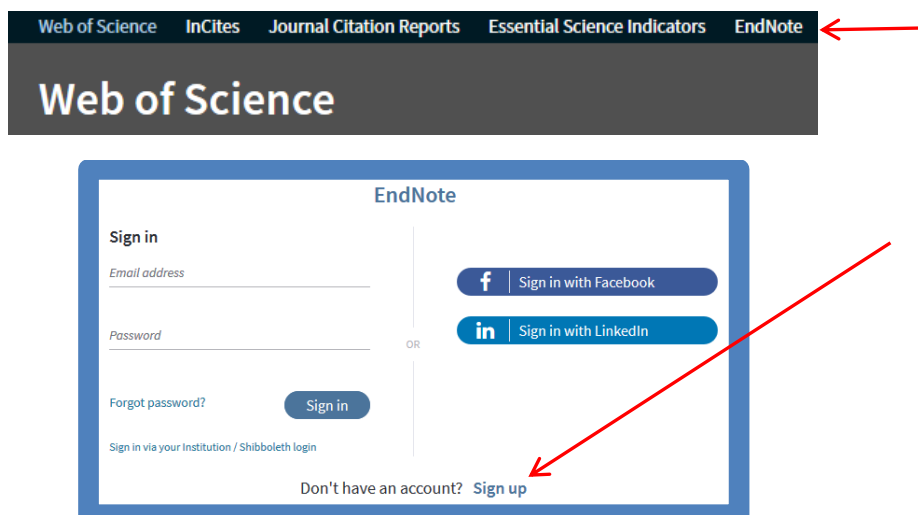 Web of Science InCites Journal Citation Reports Essential Science Indicators EndNote
Web of Science
EndNote
Sign in
Email address
Password
Forgot password? Sign in
Sign in via your Institution / Shibboleth login
OR
f Sign in with Facebook
in Sign in with LinkedIn
Don't have an account? Sign up